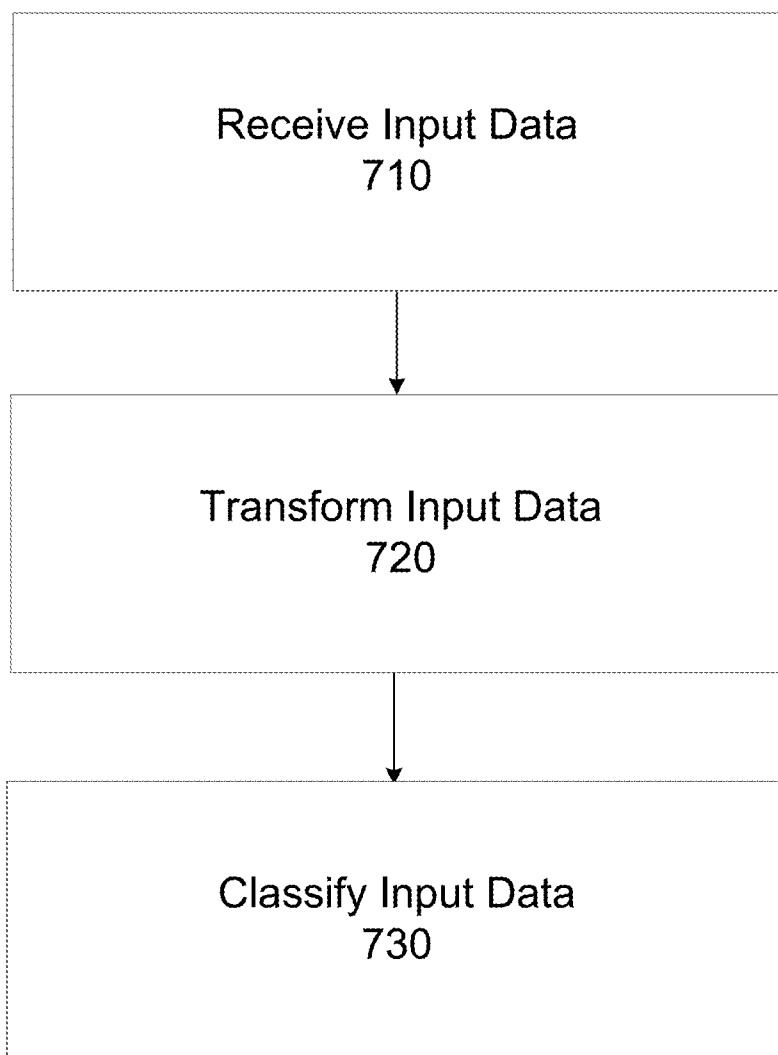 Receive Input Data
710
Transform Input Data
720
Classify Input Data
730